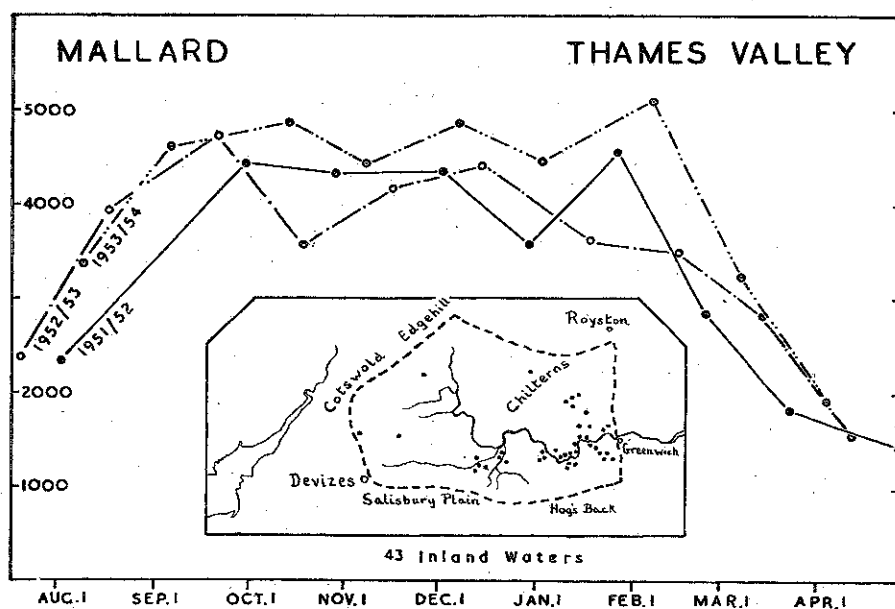 MALLARD THAMES VALLEY
5000
4000
2000
1000
1952/53
1953/54
1951/52
Cotswold Edgehill
Royston
Chilterns
Greenwich
Devizes
Salisbury Plain
Hog's Back
43 Inland Waters
AUG.1 SEP.1 OCT.1 NOV.1 DEC.1 JAN.1 FEB.1 MAR.1 APR.1